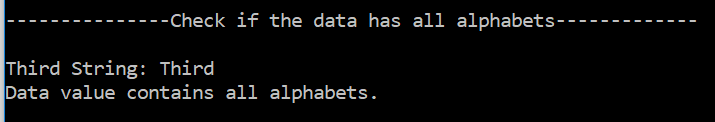 ---------------Check if the data has all alphabets-------------
Third String: Third
Data value contains all alphabets.